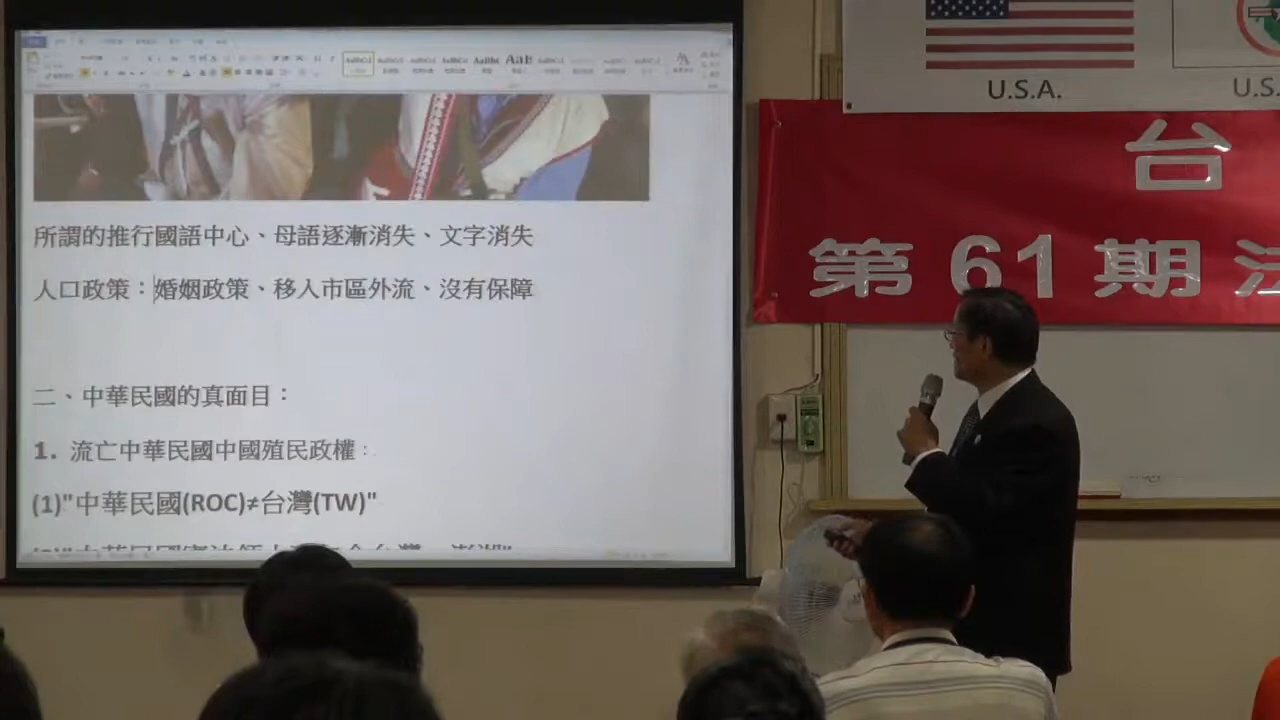 所謂的推行國語中心、母語逐漸消失、文字消失
人口政策：婚姻政策、移入市區外流、沒有保障
二、中華民國的真面目：
1. 流亡中華民國中國殖民政權：
(1)"中華民國(ROC)≠台灣(TW)"
U.S.A.
U.S.
台
第61期法